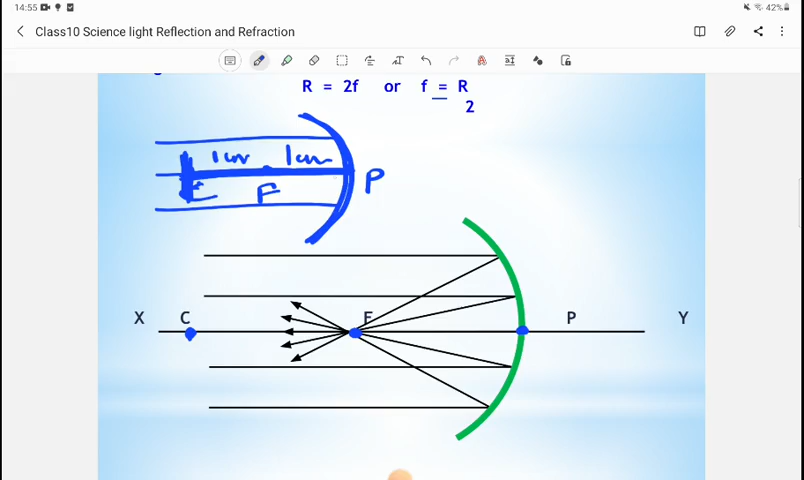 14:55 42%
Class10 Science light Reflection and Refraction
R = 2f or f = R
2
1cm 1cm
C F P
X C F P Y